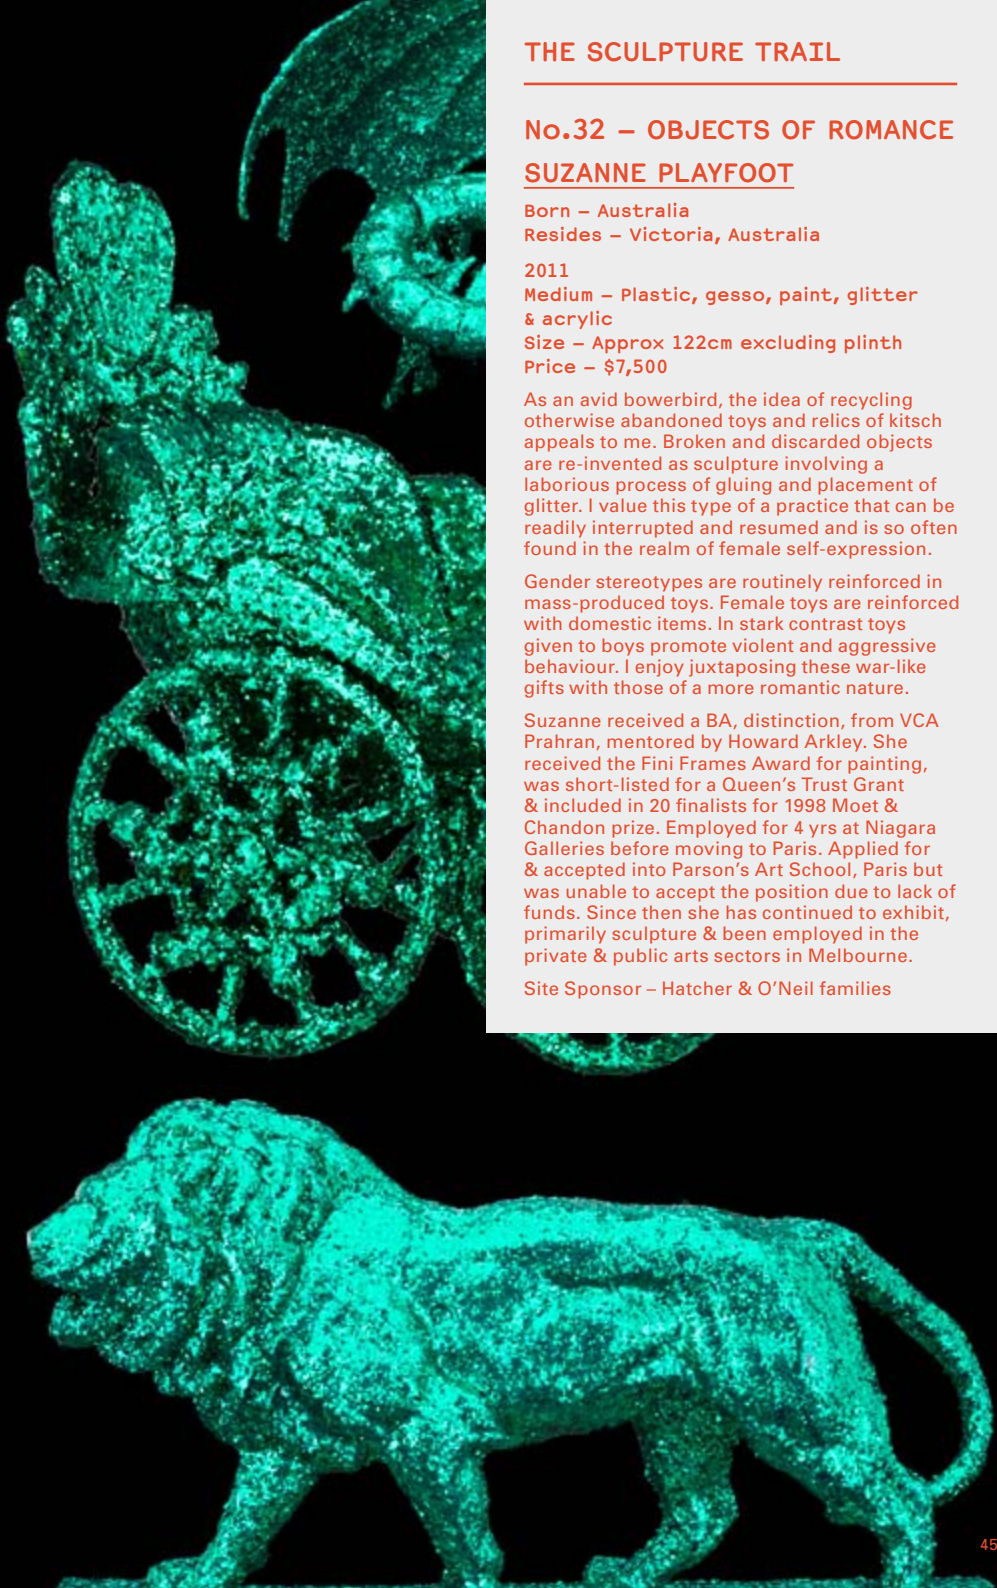 THE SCULPTURE TRAIL
No.32 – OBJECTS OF ROMANCE
SUZANNE PLAYFOOT
Born – Australia
Resides – Victoria, Australia
2011
Medium – Plastic, gesso, paint, glitter
& acrylic
Size – Approx 122cm excluding plinth
Price – $7,500
As an avid bowerbird, the idea of recycling
otherwise abandoned toys and relics of kitsch
appeals to me. Broken and discarded objects
are re-invented as sculpture involving a
laborious process of gluing and placement of
glitter. I value this type of a practice that can be
readily interrupted and resumed and is so often
found in the realm of female self-expression.
Gender stereotypes are routinely reinforced in
mass-produced toys. Female toys are reinforced
with domestic items. In stark contrast toys
given to boys promote violent and aggressive
behaviour. I enjoy juxtaposing these war-like
gifts with those of a more romantic nature.
Suzanne received a BA, distinction, from VCA
Prahran, mentored by Howard Arkley. She
received the Fini Frames Award for painting,
was short-listed for a Queen’s Trust Grant
& included in 20 finalists for 1998 Moet &
Chandon prize. Employed for 4 yrs at Niagara
Galleries before moving to Paris. Applied for
& accepted into Parson’s Art School, Paris but
was unable to accept the position due to lack of
funds. Since then she has continued to exhibit,
primarily sculpture & been employed in the
private & public arts sectors in Melbourne.
Site Sponsor – Hatcher & O’Neil families
45